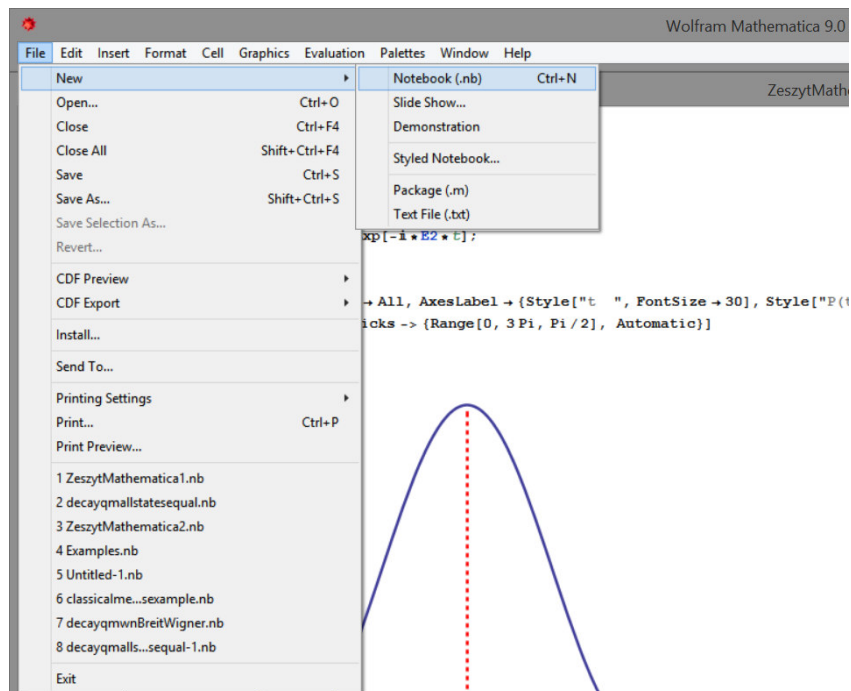 Wolfram Mathematica 9.0
File Edit Insert Format Cell Graphics Evaluation Palettes Window Help
New
Open... Ctrl+O
Close Ctrl+F4
Close All Shift+Ctrl+F4
Save Ctrl+S
Save As... Shift+Ctrl+S
Save Selection As...
Revert...
CDF Preview
CDF Export
Install...
Send To...
Printing Settings
Print... Ctrl+P
Print Preview...
1 ZeszytMathematica1.nb
2 decayqmallstatesequal.nb
3 ZeszytMathematica2.nb
4 Examples.nb
5 Untitled-1.nb
6 classicalme...sexample.nb
7 decayqmwnBreitWigner.nb
8 decayqmalls...sequal-1.nb
Exit
Notebook (.nb) Ctrl+N
Slide Show...
Demonstration
Styled Notebook...
Package (.m)
Text File (.txt)
ZeszytMathe
xp[-i*E2*t];
→ All, AxesLabel → {Style["t ", FontSize → 30], Style["P(t
icks -> {Range[0, 3 Pi, Pi/2], Automatic}]